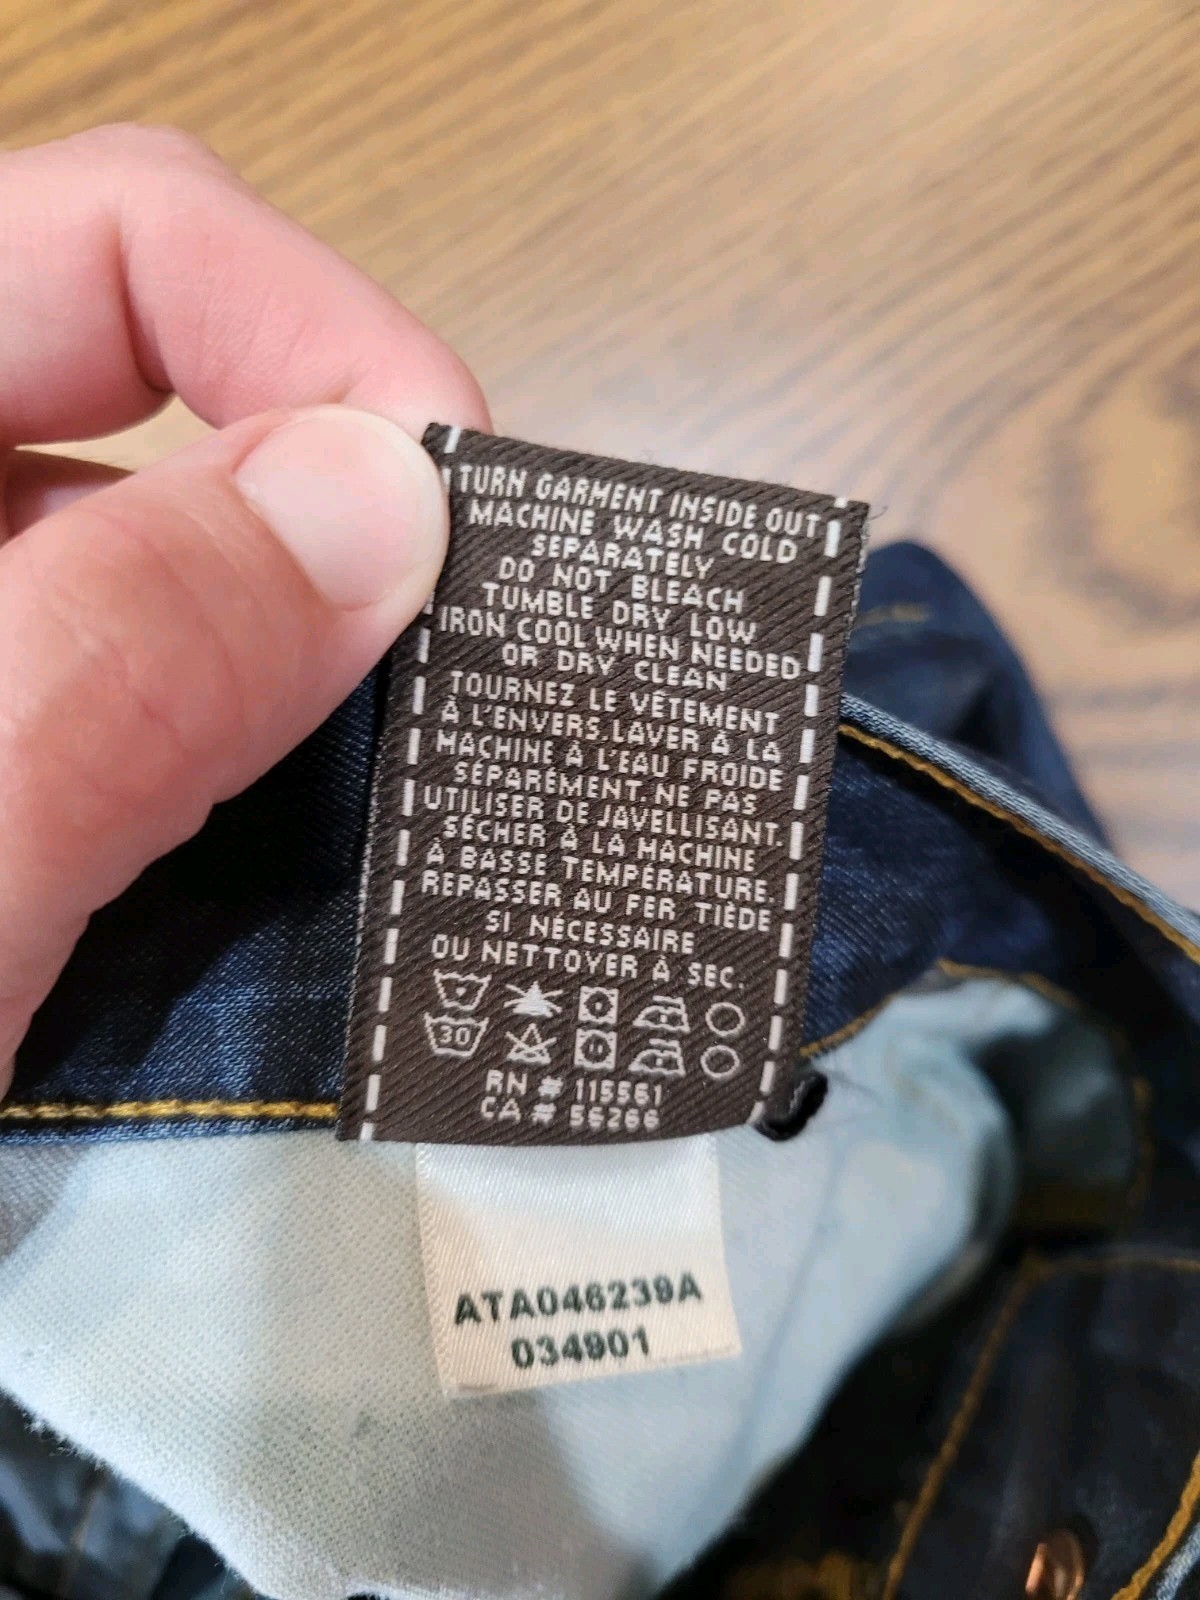 TURN GARMENT INSIDE OUT
MACHINE WASH COLD
SEPARATELY
DO NOT BLEACH
TUMBLE DRY LOW
IRON COOL WHEN NEEDED
OR DRY CLEAN
TOURNEZ LE VÊTEMENT
À L'ENVERS.LAVER À LA
MACHINE À L'EAU FROIDE
SÉPARÉMENT. NE PAS
UTILISER DE JAVELLISANT.
SÉCHER À LA MACHINE
À BASSE TEMPÉRATURE.
REPASSER AU FER TIÈDE
SI NÉCESSAIRE
OU NETTOYER À SEC.
30
RN # 115561
CA # 56266
ATA046239A
034901